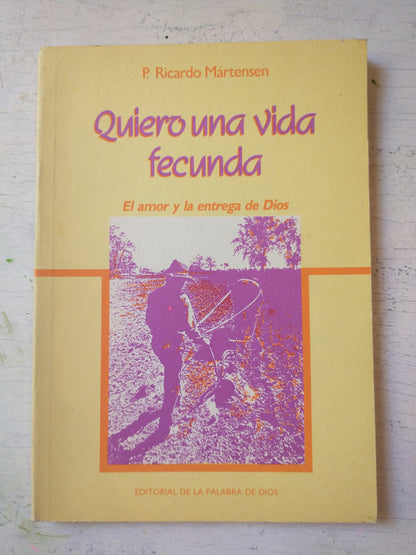 P. Ricardo Mártensen
Quiero una vida
fecunda
El amor y la entrega de Dios
EDITORIAL DE LA PALABRA DE DIOS